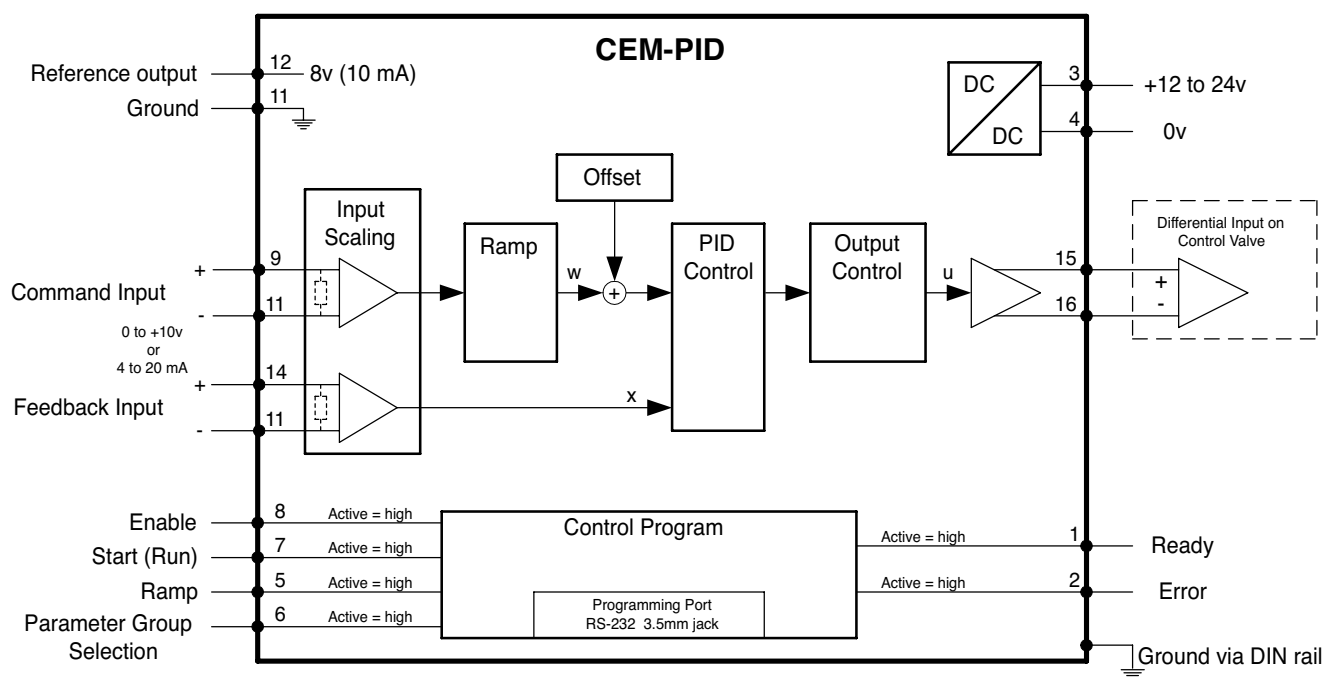 CEM-PID
Reference output
12
8v (10 mA)
Ground
11
DC
DC
3
+12 to 24v
4
0v
Offset
Input
Scaling
Ramp
PID
Control
Output
Control
Differential Input on
Control Valve
Command Input
+
9
-
11
0 to +10v
or
4 to 20 mA
w
+
u
15
16
+
-
Feedback Input
+
14
-
11
x
Enable
8
Active = high
Start (Run)
7
Active = high
Ramp
5
Active = high
Parameter Group
Selection
6
Active = high
Control Program
Programming Port
RS-232 3.5mm jack
Active = high
1
Ready
Active = high
2
Error
Ground via DIN rail